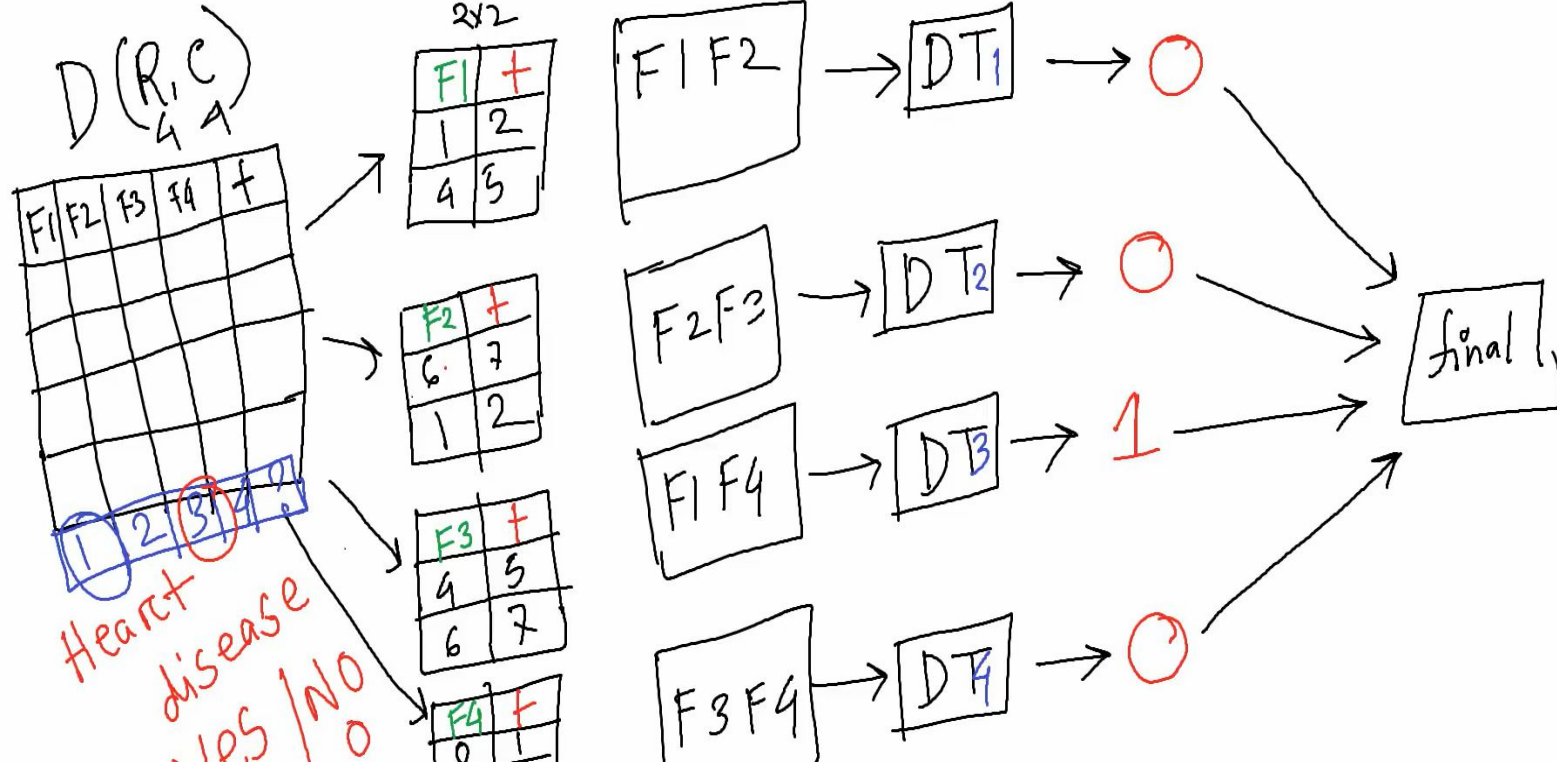 D(R,C)
4 4
F1 F2 F3 F4 t
1 2 3 4 ?
Heart
disease
Yes/No
0
2x2
F1 t
1 2
4 5
F2 t
6 7
1 2
F3 t
4 5
6 7
F4 t
F1 F2
DT1
0
F2 F3
DT2
0
F1 F4
DT3
1
F3 F4
DT4
0
final